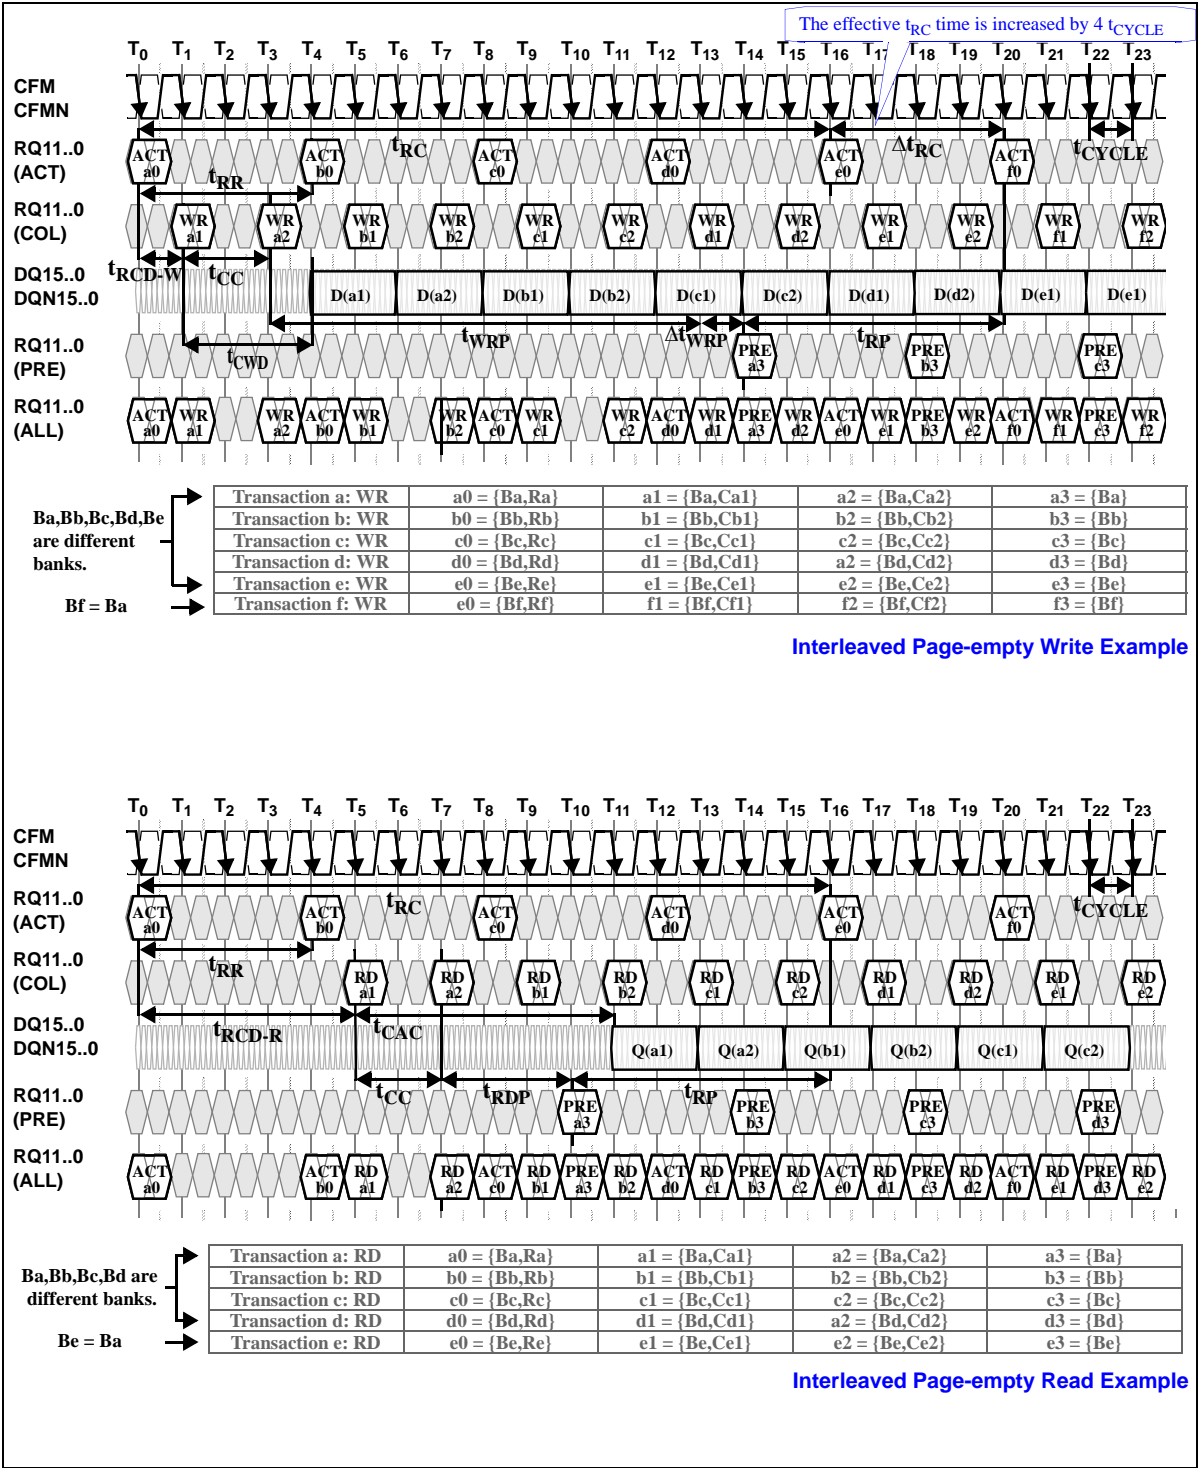 The effective tRC time is increased by 4 tCYCLE
T0 T1 T2 T3 T4 T5 T6 T7 T8 T9 T10 T11 T12 T13 T14 T15 T16 T17 T18 T19 T20 T21 T22 T23
CFM
CFMN
RQ11..0
(ACT)
ACT a0 ACT b0 ACT c0 ACT d0 ACT e0 ACT f0
tRC ΔtRC tCYCLE
tRR
RQ11..0
(COL)
WR a1 WR a2 WR b1 WR b2 WR c1 WR c2 WR d1 WR d2 WR e1 WR e2 WR f1 WR f2
tRCD-W tCC
DQ15..0
DQN15..0
D(a1) D(a2) D(b1) D(b2) D(c1) D(c2) D(d1) D(d2) D(e1) D(e1)
tCWD tWRP ΔtWRP tRP
RQ11..0
(PRE)
PRE a3 PRE b3 PRE c3
RQ11..0
(ALL)
ACT a0 WR a1 WR a2 ACT b0 WR b1 WR b2 ACT c0 WR c1 WR c2 ACT d0 WR d1 PRE a3 WR d2 ACT e0 WR e1 PRE b3 WR e2 ACT f0 WR f1 PRE c3 WR f2
Ba,Bb,Bc,Bd,Be
are different
banks.
Bf = Ba
Transaction a: WR a0 = {Ba,Ra} a1 = {Ba,Ca1} a2 = {Ba,Ca2} a3 = {Ba}
Transaction b: WR b0 = {Bb,Rb} b1 = {Bb,Cb1} b2 = {Bb,Cb2} b3 = {Bb}
Transaction c: WR c0 = {Bc,Rc} c1 = {Bc,Cc1} c2 = {Bc,Cc2} c3 = {Bc}
Transaction d: WR d0 = {Bd,Rd} d1 = {Bd,Cd1} a2 = {Bd,Cd2} d3 = {Bd}
Transaction e: WR e0 = {Be,Re} e1 = {Be,Ce1} e2 = {Be,Ce2} e3 = {Be}
Transaction f: WR e0 = {Bf,Rf} f1 = {Bf,Cf1} f2 = {Bf,Cf2} f3 = {Bf}
Interleaved Page-empty Write Example
T0 T1 T2 T3 T4 T5 T6 T7 T8 T9 T10 T11 T12 T13 T14 T15 T16 T17 T18 T19 T20 T21 T22 T23
CFM
CFMN
RQ11..0
(ACT)
ACT a0 ACT b0 ACT c0 ACT d0 ACT e0 ACT f0
tRC tCYCLE
tRR
RQ11..0
(COL)
RD a1 RD a2 RD b1 RD b2 RD c1 RD c2 RD d1 RD d2 RD e1 RD e2
tRCD-R tCAC
DQ15..0
DQN15..0
Q(a1) Q(a2) Q(b1) Q(b2) Q(c1) Q(c2)
tCC tRDP tRP
RQ11..0
(PRE)
PRE a3 PRE b3 PRE c3 PRE d3
RQ11..0
(ALL)
ACT a0 ACT b0 RD a1 RD a2 ACT c0 RD b1 PRE a3 RD b2 ACT d0 RD c1 PRE b3 RD c2 ACT e0 RD d1 PRE c3 RD d2 ACT f0 RD e1 PRE d3 RD e2
Ba,Bb,Bc,Bd are
different banks.
Be = Ba
Transaction a: RD a0 = {Ba,Ra} a1 = {Ba,Ca1} a2 = {Ba,Ca2} a3 = {Ba}
Transaction b: RD b0 = {Bb,Rb} b1 = {Bb,Cb1} b2 = {Bb,Cb2} b3 = {Bb}
Transaction c: RD c0 = {Bc,Rc} c1 = {Bc,Cc1} c2 = {Bc,Cc2} c3 = {Bc}
Transaction d: RD d0 = {Bd,Rd} d1 = {Bd,Cd1} a2 = {Bd,Cd2} d3 = {Bd}
Transaction e: RD e0 = {Be,Re} e1 = {Be,Ce1} e2 = {Be,Ce2} e3 = {Be}
Interleaved Page-empty Read Example